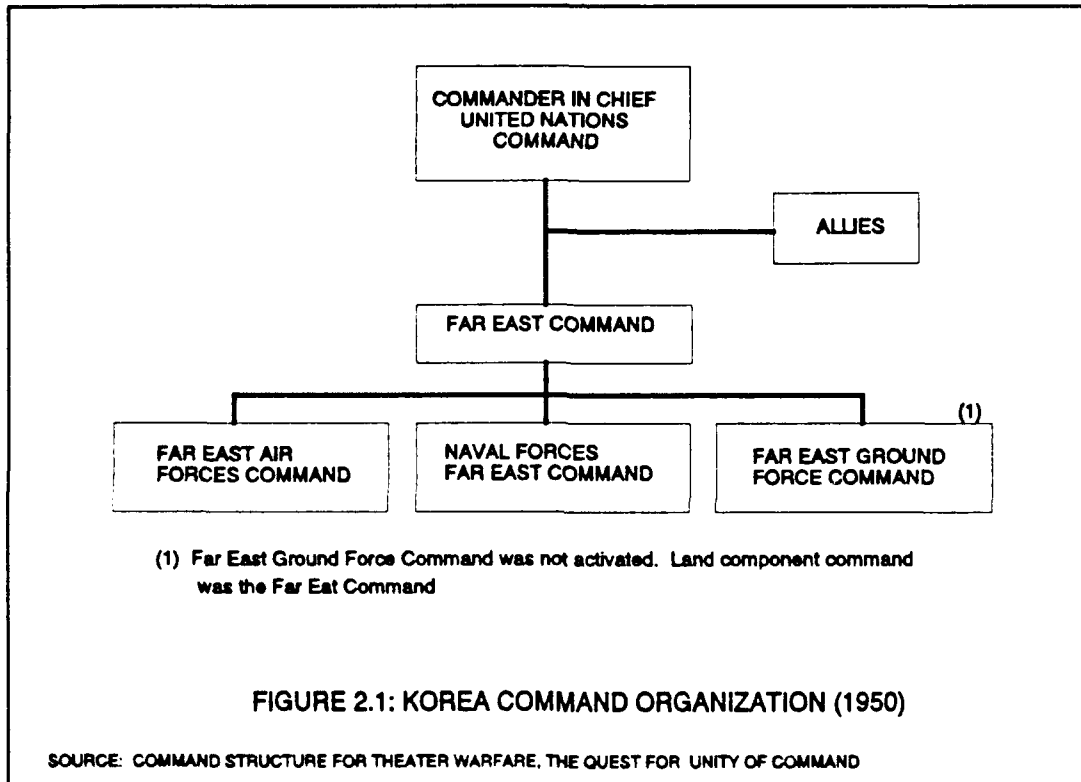 COMMANDER IN CHIEF
UNITED NATIONS
COMMAND
ALLIES
FAR EAST COMMAND
(1)
FAR EAST AIR
FORCES COMMAND
NAVAL FORCES
FAR EAST COMMAND
FAR EAST GROUND
FORCE COMMAND
(1) Far East Ground Force Command was not activated. Land component command
was the Far Eat Command
FIGURE 2.1: KOREA COMMAND ORGANIZATION (1950)
SOURCE: COMMAND STRUCTURE FOR THEATER WARFARE, THE QUEST FOR UNITY OF COMMAND